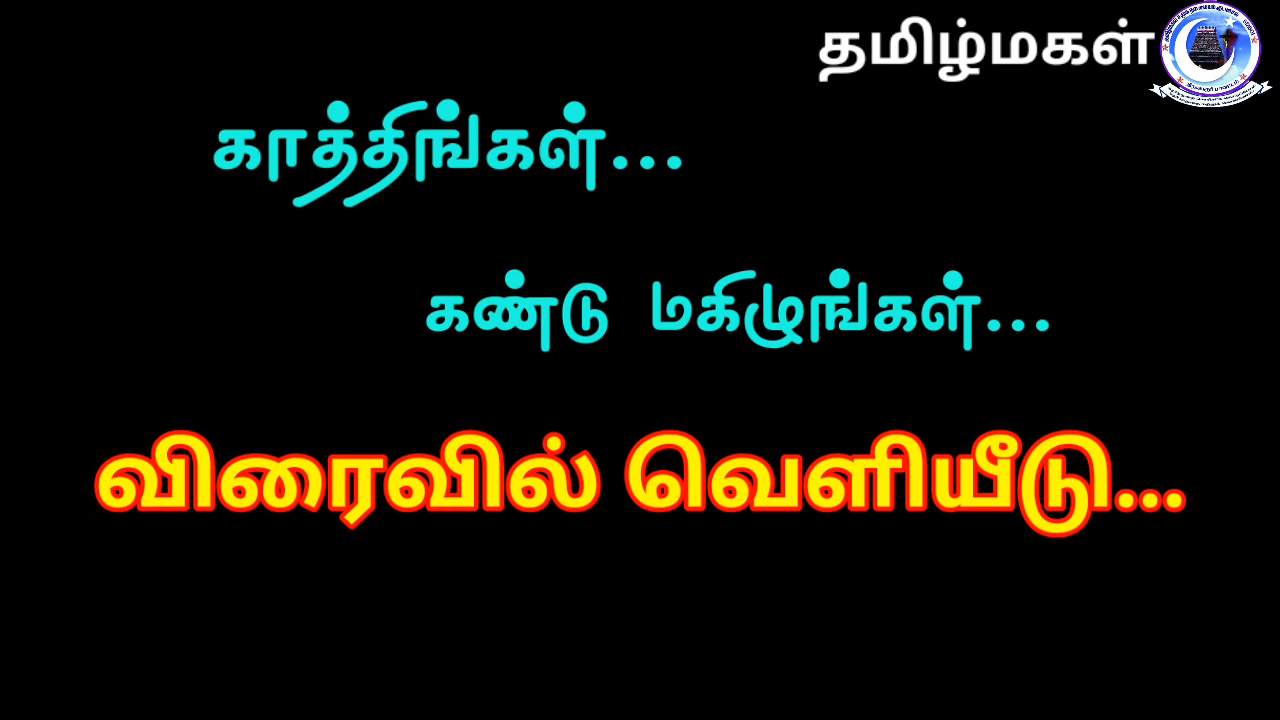 தமிழ்மகள்
காத்திங்கள்...
கண்டு மகிழுங்கள்...
விரைவில் வெளியீடு...